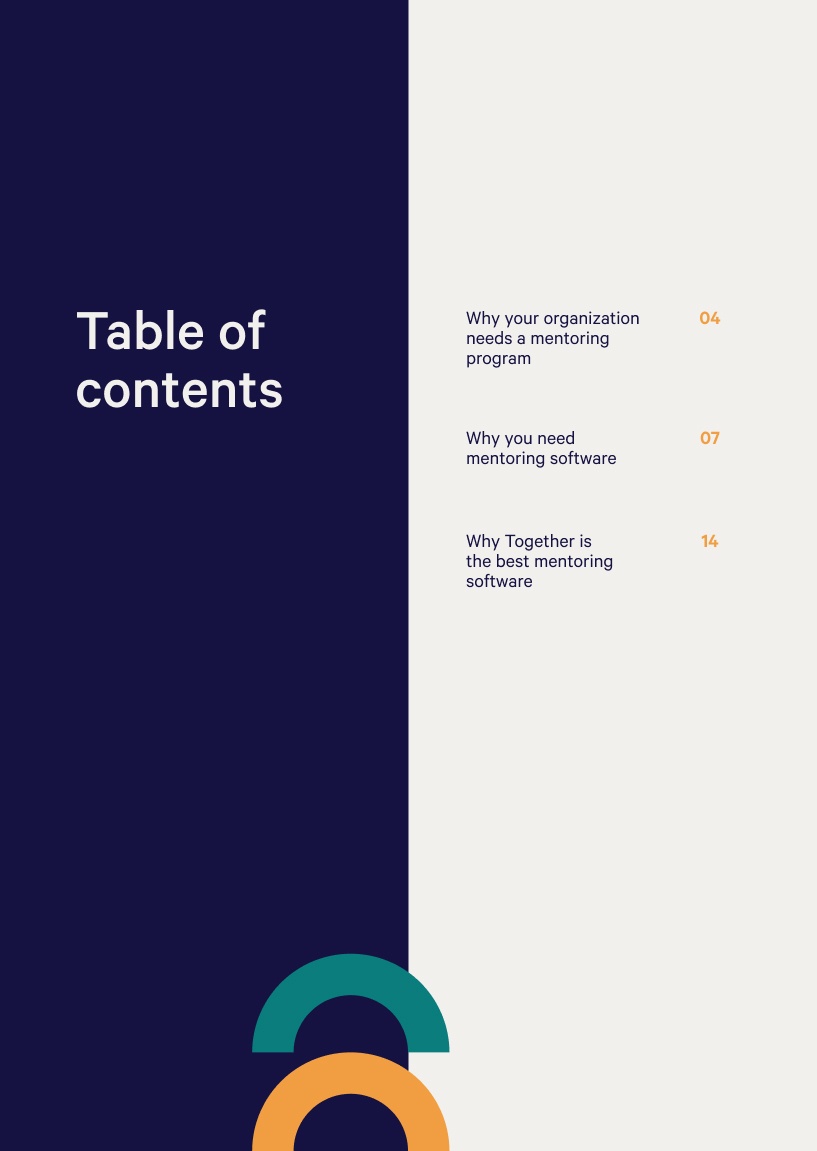 Table of
contents
Why your organization
needs a mentoring
program
04
Why you need
mentoring software
07
Why Together is
the best mentoring
software
14